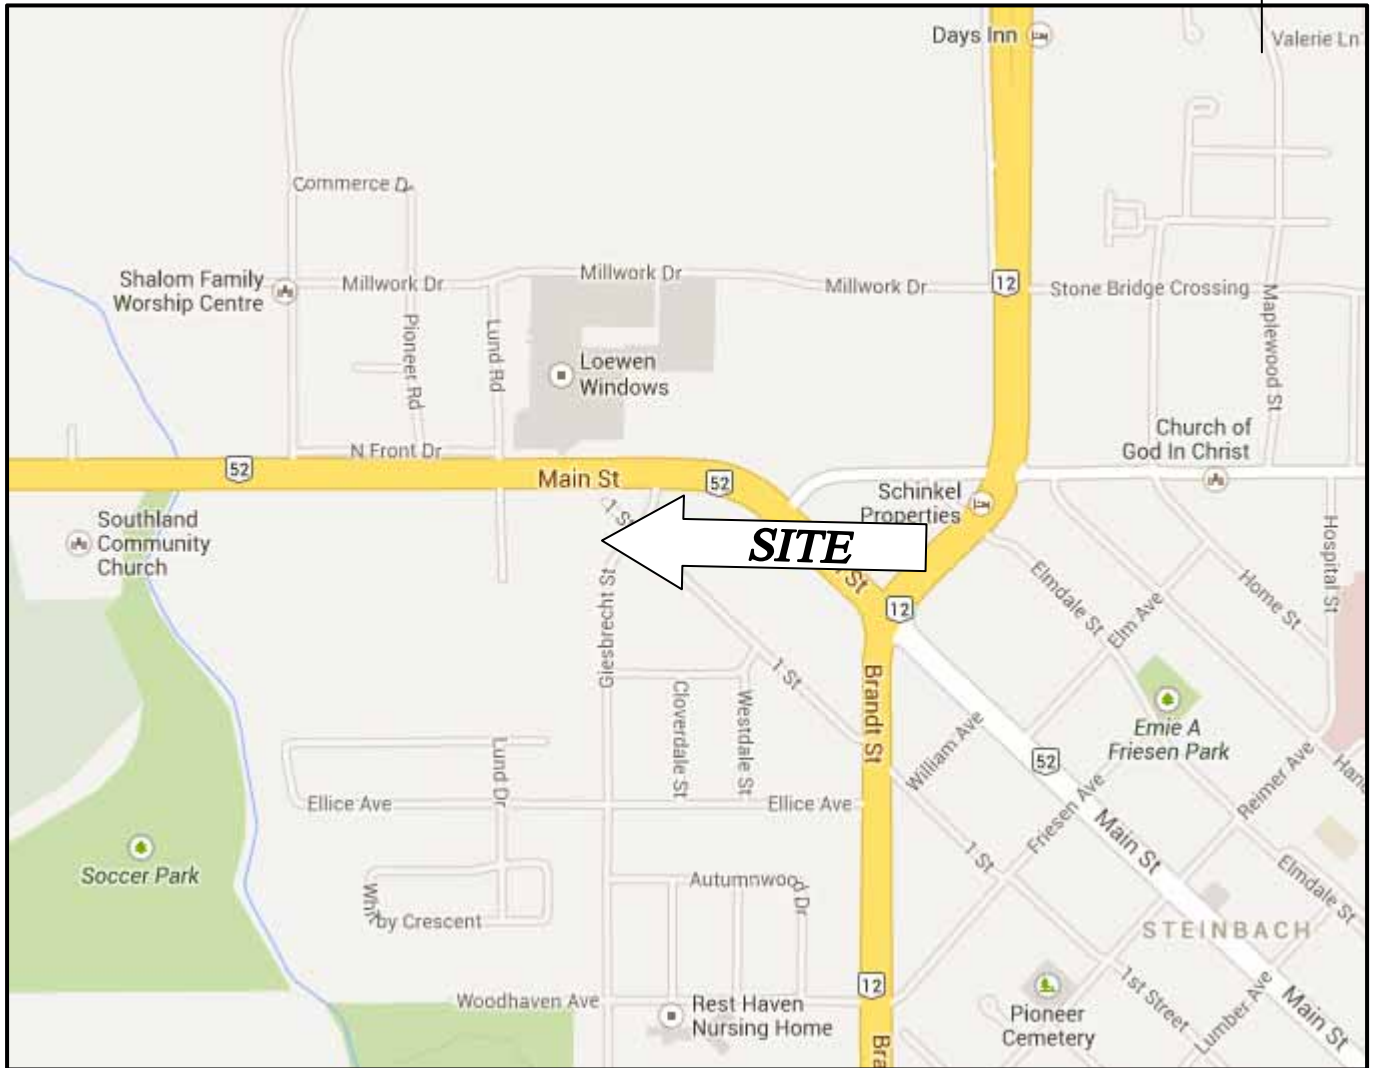 Days Inn
Valerie Ln
Commerce D
Shalom Family
Worship Centre
Millwork Dr
Millwork Dr
Millwork Dr
12
Stone Bridge Crossing
Maplewood St
Pioneer Rd
Lund Rd
Loewen
Windows
Church of
God In Christ
N Front Dr
52
Main St
52
Schinkel
Properties
Southland
Community
Church
1 St
SITE
St
12
Hospital St
Elmdale St
Elm Ave
Home St
Giesbrecht St
1 St
Cloverdale St
Westdale St
Brandt St
William Ave
Ernie A
Friesen Park
52
Reimer Ave
Lund Dr
Ellice Ave
Ellice Ave
Friesen Ave
Main St
1 St
Soccer Park
Elmdale St
Autumnwood Dr
by Crescent
STEINBACH
12
1st Street
Lumber Ave
Main St
Woodhaven Ave
Rest Haven
Nursing Home
Pioneer
Cemetery
Bra